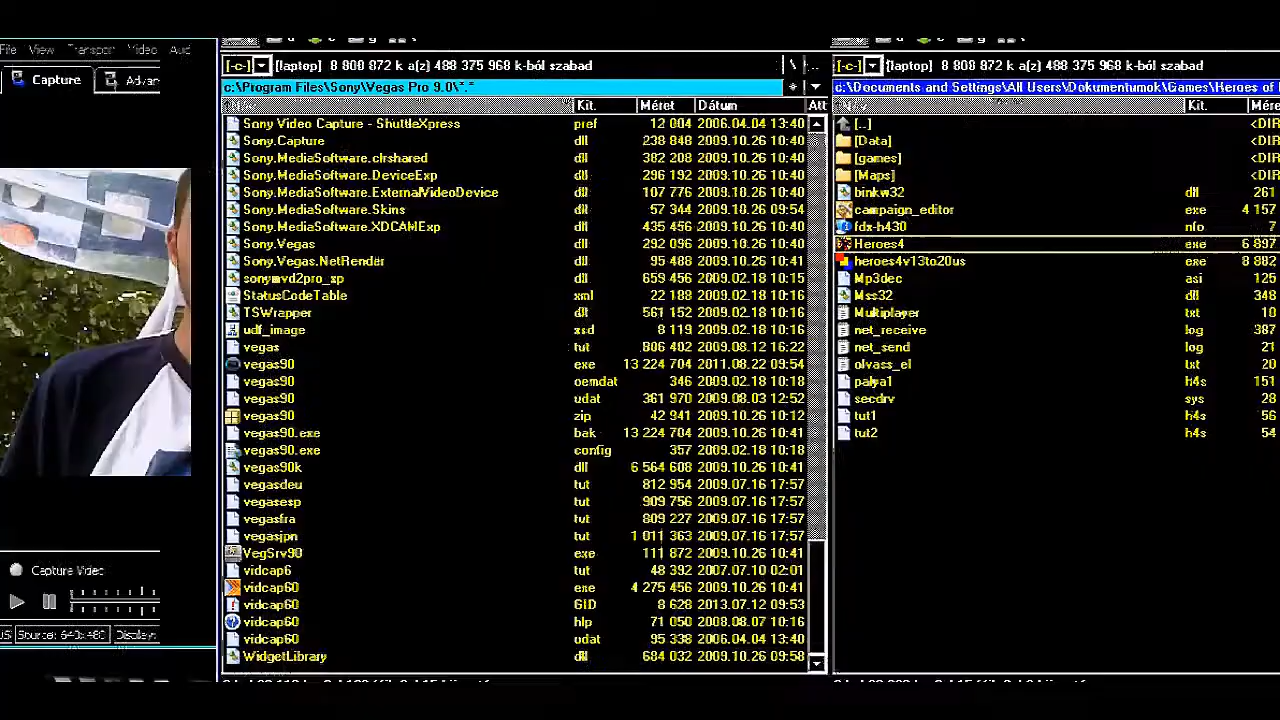 File View Transport Video Aud
Capture
Advan
Capture Video
Source: 640x480
Display:
[-c-] [laptop] 8 808 872 k a(z) 488 375 968 k-ból szabad \ ..
c:\Program Files\Sony\Vegas Pro 9.0\*.*
Kit. Méret Dátum Att
Sony Video Capture - ShuttleXpress pref 12 004 2006.04.04 13:40
Sony.Capture dll 238 848 2009.10.26 10:40
Sony.MediaSoftware.clrshared dll 382 208 2009.10.26 10:40
Sony.MediaSoftware.DeviceExp dll 296 192 2009.10.26 10:40
Sony.MediaSoftware.ExternalVideoDevice dll 107 776 2009.10.26 10:40
Sony.MediaSoftware.Skins dll 57 344 2009.10.26 09:54
Sony.MediaSoftware.XDCAMExp dll 435 456 2009.10.26 10:40
Sony.Vegas dll 292 096 2009.10.26 10:40
Sony.Vegas.NetRender dll 95 488 2009.10.26 10:41
sonymvd2pro_xp dll 659 456 2009.02.18 10:15
StatusCodeTable xml 22 188 2009.02.18 10:16
TSWrapper dll 561 152 2009.02.18 10:16
udf_image xsd 8 119 2009.02.18 10:16
vegas tut 806 402 2009.08.12 16:22
vegas90 exe 13 224 704 2011.08.22 09:54
vegas90 oemdat 346 2009.02.18 10:18
vegas90 udat 361 970 2009.08.03 12:52
vegas90 zip 42 941 2009.10.26 10:12
vegas90.exe bak 13 224 704 2009.10.26 10:41
vegas90.exe config 357 2009.02.18 10:18
vegas90k dll 6 564 608 2009.10.26 10:41
vegasdeu tut 812 954 2009.07.16 17:57
vegasesp tut 909 756 2009.07.16 17:57
vegasfra tut 809 227 2009.07.16 17:57
vegasjpn tut 1 011 363 2009.07.16 17:57
VegSrv90 exe 111 872 2009.10.26 10:41
vidcap6 tut 48 392 2007.07.10 02:01
vidcap60 exe 4 275 456 2009.10.26 10:41
vidcap60 GID 8 628 2013.07.12 09:53
vidcap60 hlp 71 050 2008.08.07 10:16
vidcap60 udat 95 338 2006.04.04 13:40
WidgetLibrary dll 684 032 2009.10.26 09:58
[-c-] [laptop] 8 808 872 k a(z) 488 375 968 k-ból szabad
c:\Documents and Settings\All Users\Dokumentumok\Games\Heroes of
Kit. Mére
[..] <DIR
[Data] <DIR
[games] <DIR
[Maps] <DIR
binkw32 dll 261
campaign_editor exe 4 157
fdx-h430 nfo 7
Heroes4 exe 6 897
heroes4v13to20us exe 8 882
Mp3dec asi 125
Mss32 dll 348
Multiplayer txt 10
net_receive log 387
net_send log 21
olvass_el txt 20
palya1 h4s 151
secdrv sys 28
tut1 h4s 56
tut2 h4s 54